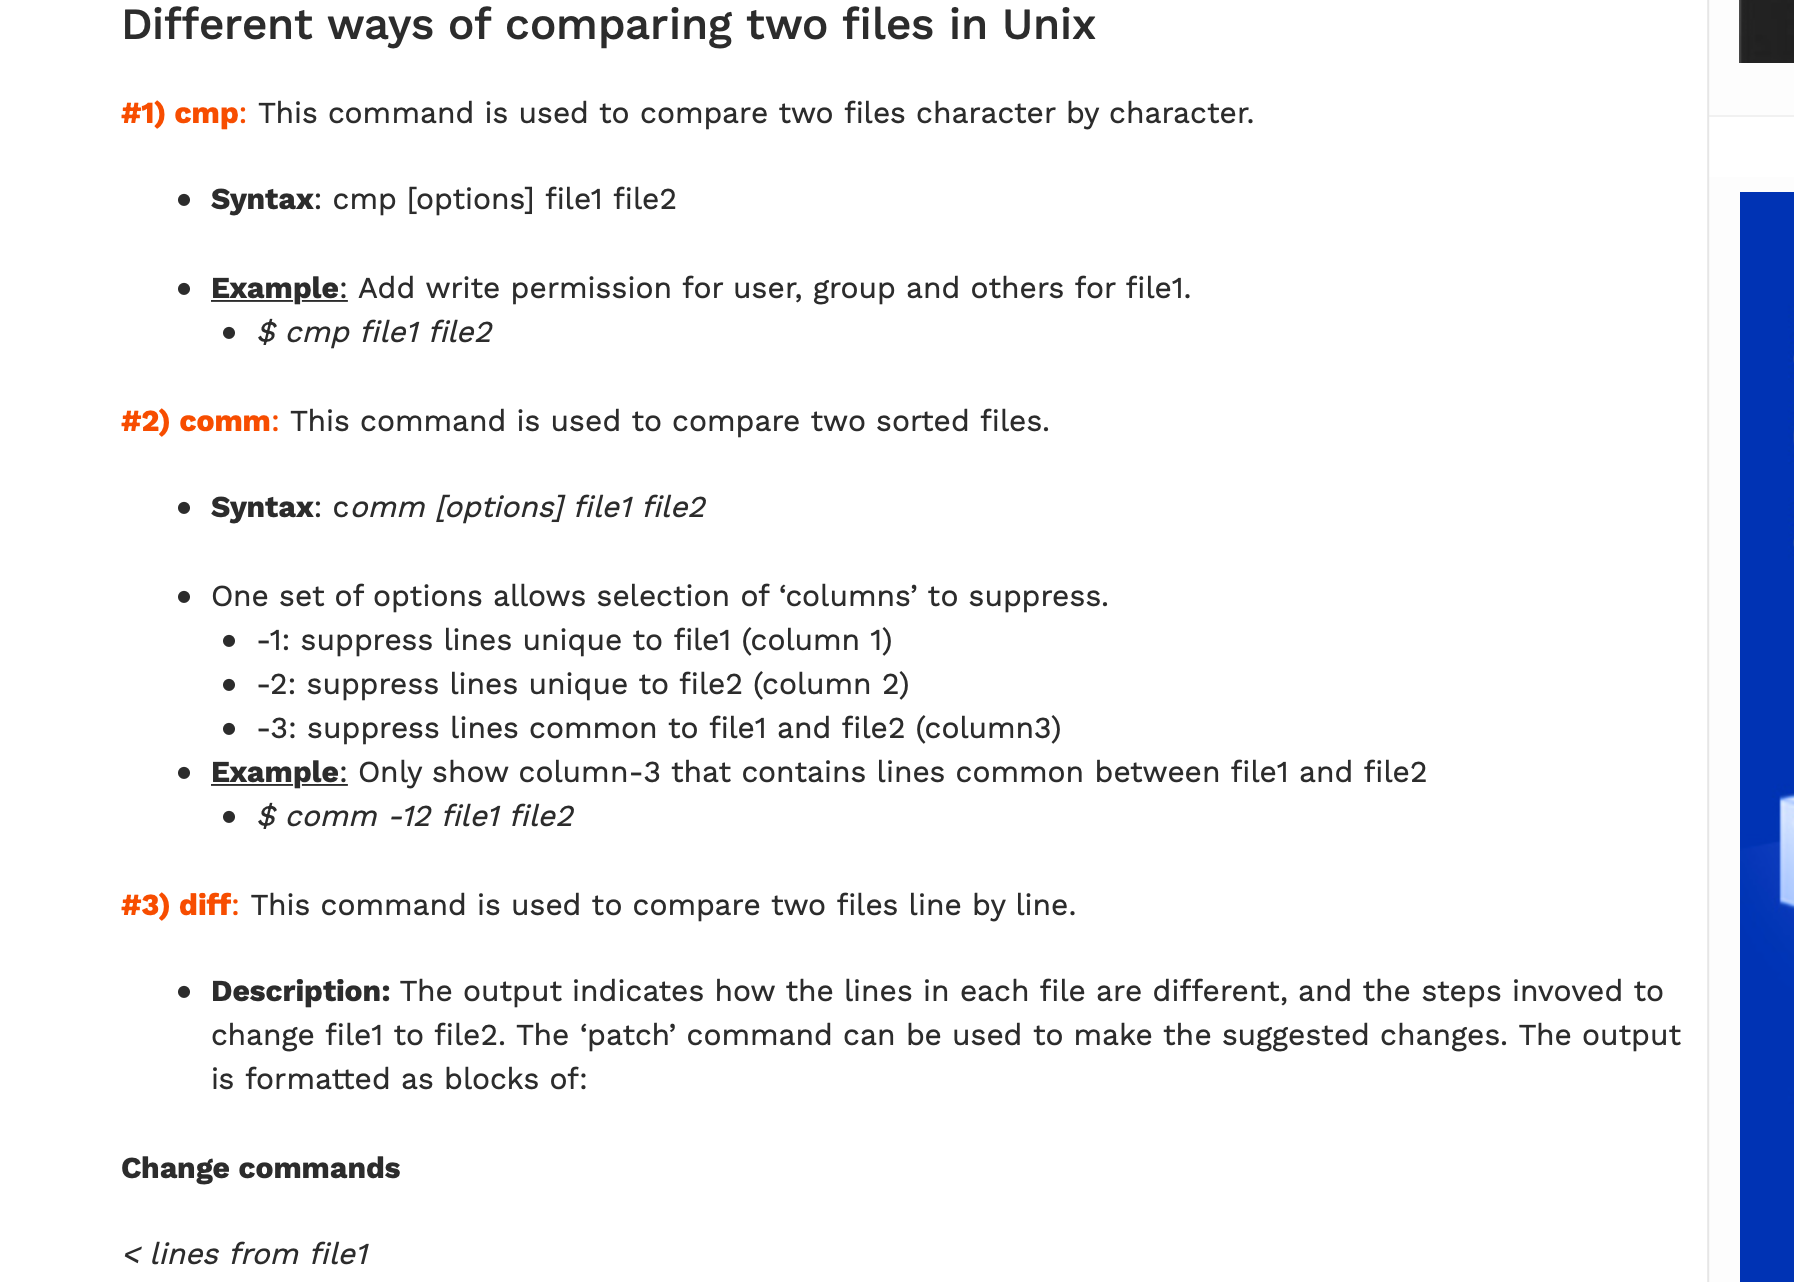 Different ways of comparing two files in Unix
#1) cmp: This command is used to compare two files character by character.
Syntax: cmp [options] file1 file2
Example: Add write permission for user, group and others for file1.
$ cmp file1 file2
#2) comm: This command is used to compare two sorted files.
Syntax: comm [options] file1 file2
One set of options allows selection of ‘columns’ to suppress.
-1: suppress lines unique to file1 (column 1)
-2: suppress lines unique to file2 (column 2)
-3: suppress lines common to file1 and file2 (column3)
Example: Only show column-3 that contains lines common between file1 and file2
$ comm -12 file1 file2
#3) diff: This command is used to compare two files line by line.
Description: The output indicates how the lines in each file are different, and the steps invoved to
change file1 to file2. The ‘patch’ command can be used to make the suggested changes. The output
is formatted as blocks of:
Change commands
< lines from file1